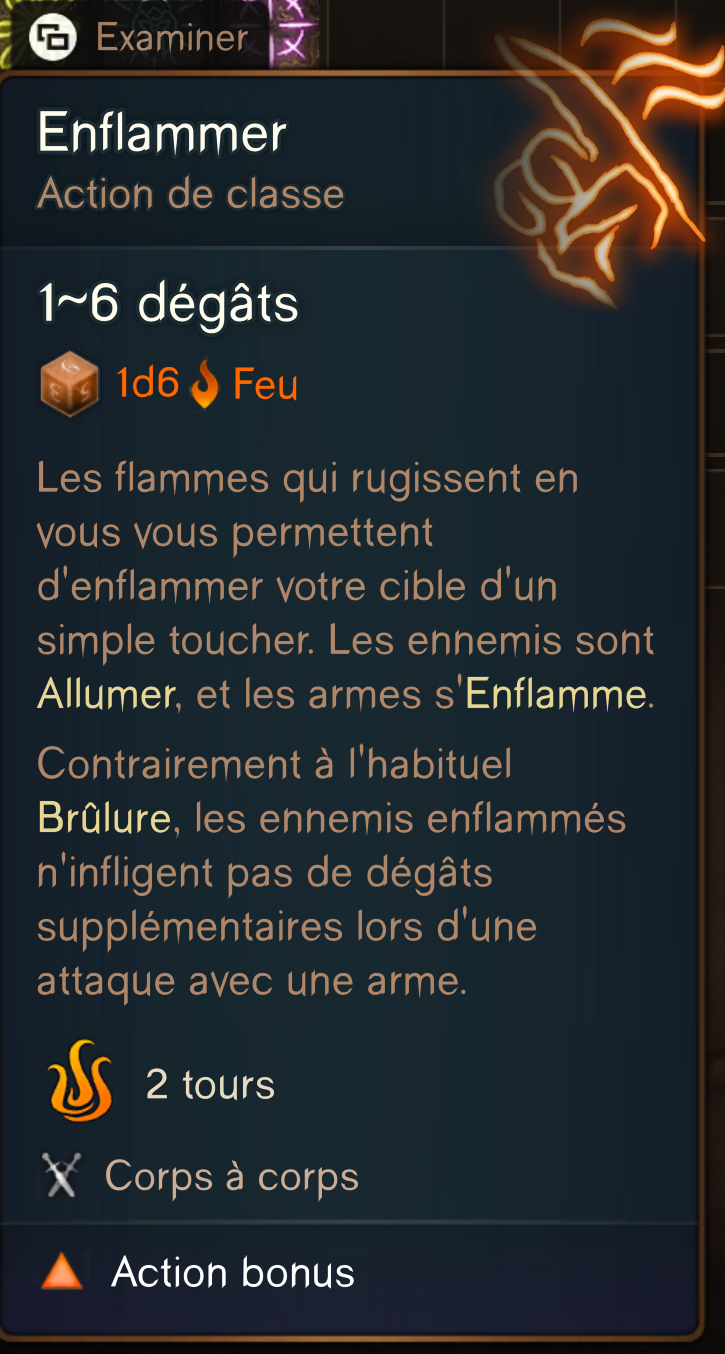 Examiner
Enflammer
Action de classe
1~6 dégâts
1d6 Feu
Les flammes qui rugissent en
vous vous permettent
d'enflammer votre cible d'un
simple toucher. Les ennemis sont
Allumer, et les armes s'Enflamme.
Contrairement à l'habituel
Brûlure, les ennemis enflammés
n'infligent pas de dégâts
supplémentaires lors d'une
attaque avec une arme.
2 tours
Corps à corps
Action bonus